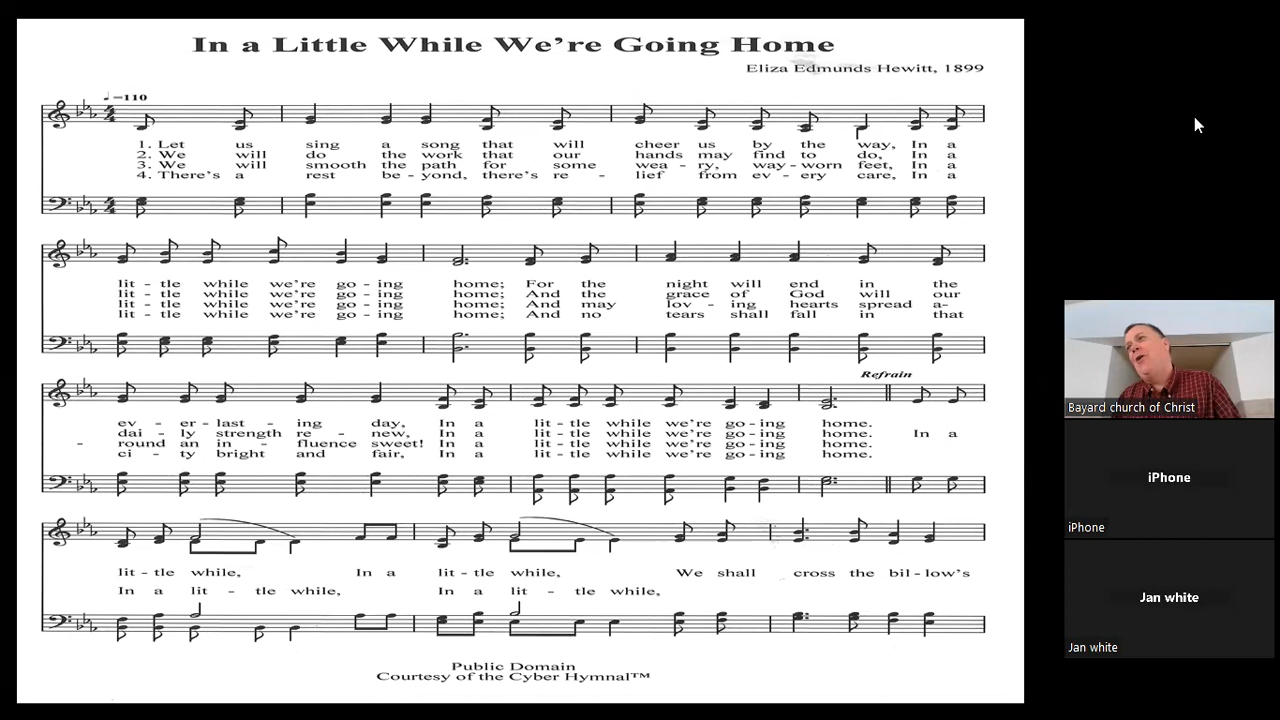 In a Little While We're Going Home
Eliza Edmunds Hewitt, 1899
♩=110
1. Let us sing a song that will cheer us by the way, In a
2. We will do the work that our hands may find to do, In a
3. We will smooth the path for some wea - ry, way - worn feet, In a
4. There's a rest be - yond, there's re - lief from ev - ery care, In a
lit - tle while we're go - ing home; For the night will end in the
lit - tle while we're go - ing home; And the grace of God will our
lit - tle while we're go - ing home; And may lov - ing hearts spread a-
lit - tle while we're go - ing home; And no tears shall fall in that
Refrain
ev - er - last - ing day, In a lit - tle while we're go - ing home.
dai - ly strength re - new, In a lit - tle while we're go - ing home. In a
- round an in - fluence sweet! In a lit - tle while we're go - ing home.
ci - ty bright and fair, In a lit - tle while we're go - ing home.
lit - tle while, In a lit - tle while, We shall cross the bil - low's
In a lit - tle while, In a lit - tle while,
Public Domain
Courtesy of the Cyber Hymnal™
Bayard church of Christ
iPhone
iPhone
Jan white
Jan white